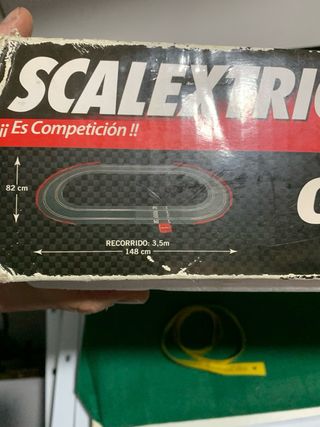 SCALEXTRIC
¡¡ Es Competición !!
82 cm
RECORRIDO: 3,5m
148 cm
C